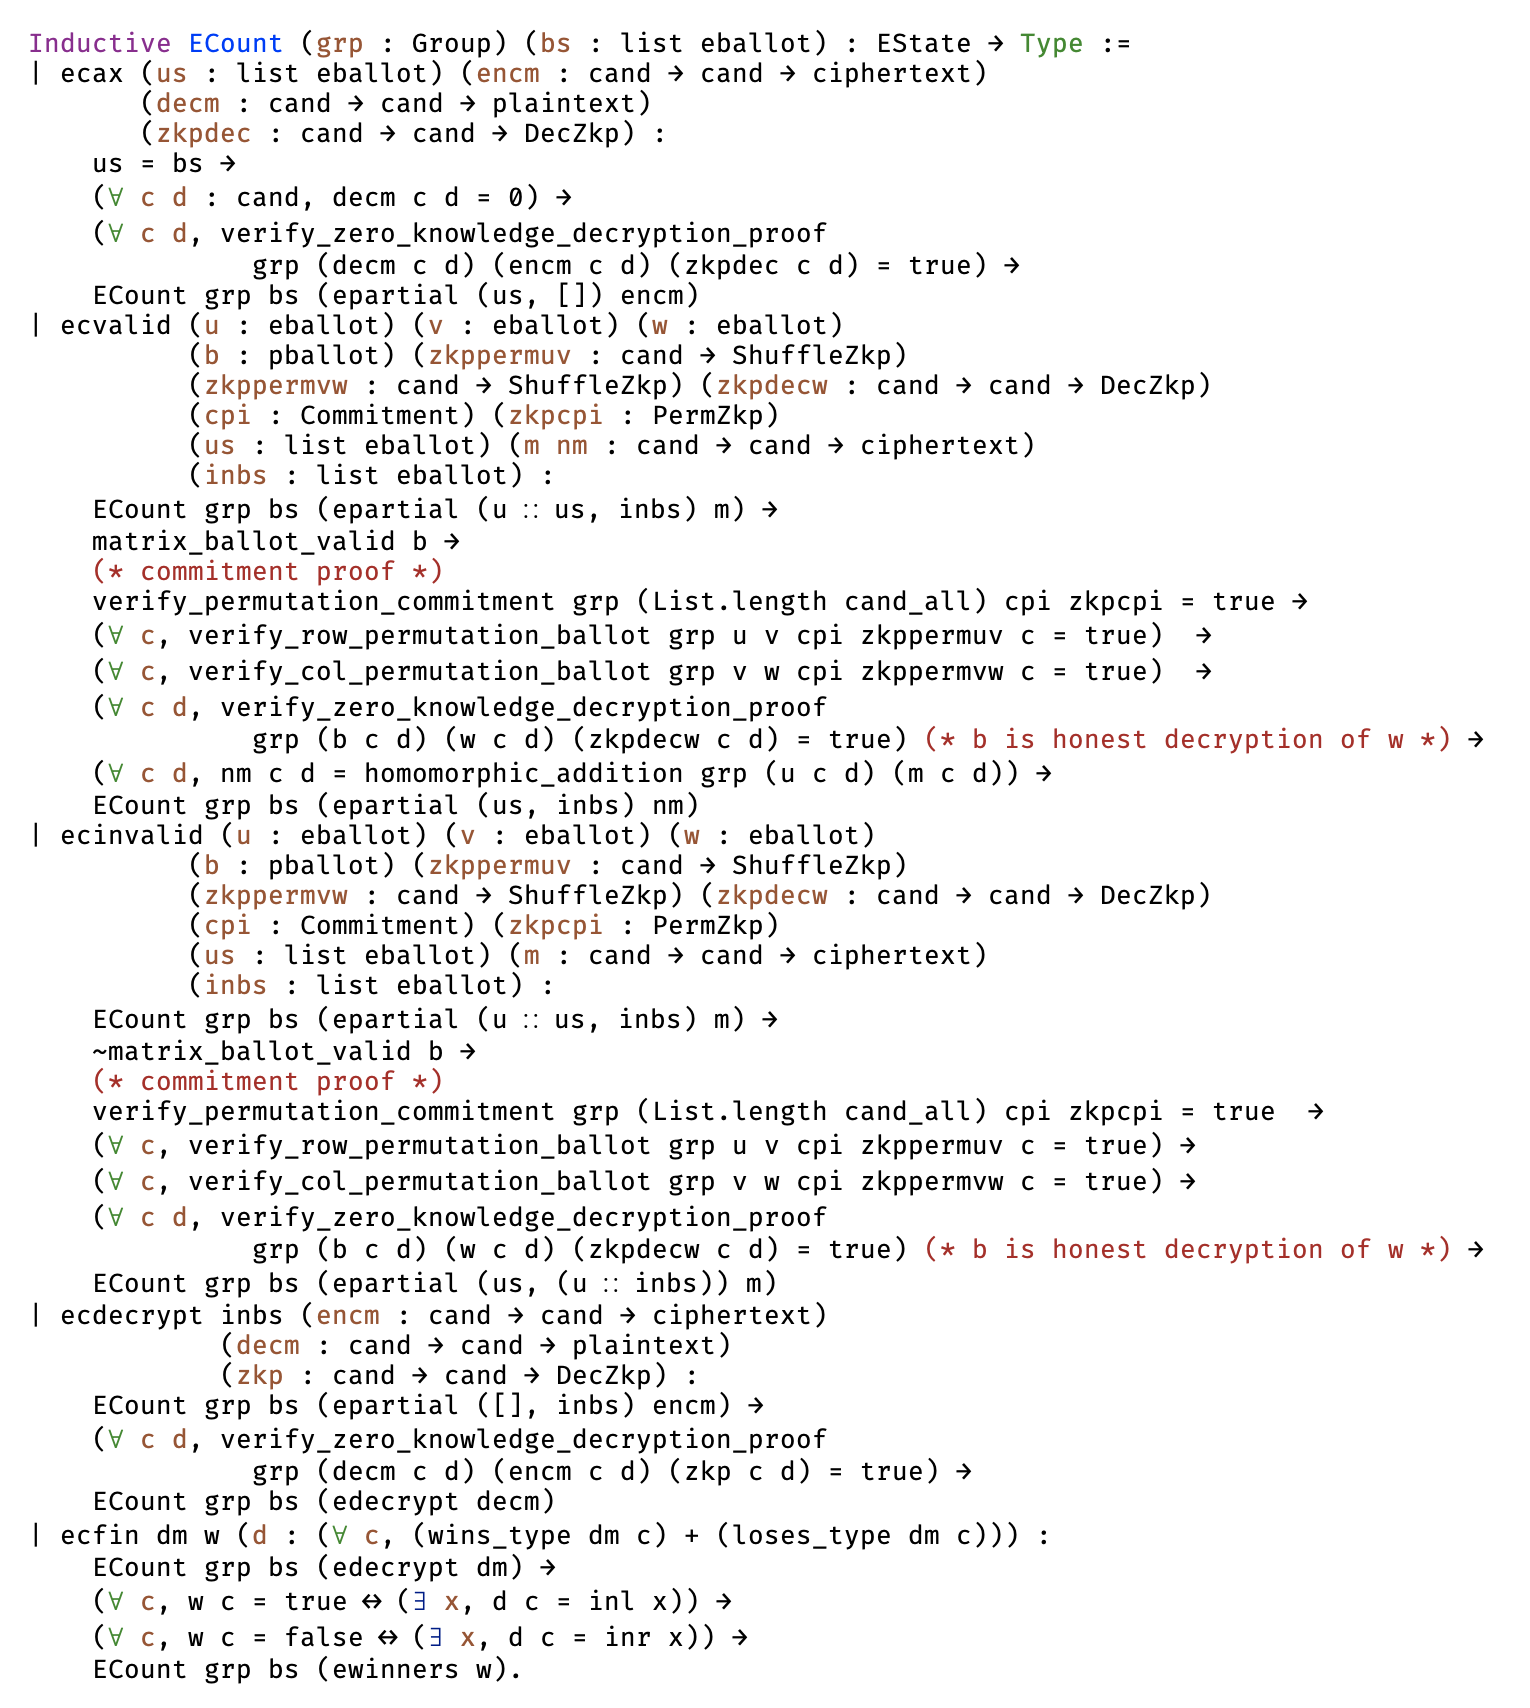 Inductive ECount (grp : Group) (bs : list eballot) : EState → Type :=
| ecax (us : list eballot) (encm : cand → cand → ciphertext)
       (decm : cand → cand → plaintext)
       (zkpdec : cand → cand → DecZkp) :
    us = bs →
    (∀ c d : cand, decm c d = 0) →
    (∀ c d, verify_zero_knowledge_decryption_proof
              grp (decm c d) (encm c d) (zkpdec c d) = true) →
    ECount grp bs (epartial (us, []) encm)
| ecvalid (u : eballot) (v : eballot) (w : eballot)
          (b : pballot) (zkppermuv : cand → ShuffleZkp)
          (zkppermvw : cand → ShuffleZkp) (zkpdecw : cand → cand → DecZkp)
          (cpi : Commitment) (zkpcpi : PermZkp)
          (us : list eballot) (m nm : cand → cand → ciphertext)
          (inbs : list eballot) :
    ECount grp bs (epartial (u :: us, inbs) m) →
    matrix_ballot_valid b →
    (* commitment proof *)
    verify_permutation_commitment grp (List.length cand_all) cpi zkpcpi = true →
    (∀ c, verify_row_permutation_ballot grp u v cpi zkppermuv c = true)  →
    (∀ c, verify_col_permutation_ballot grp v w cpi zkppermvw c = true)  →
    (∀ c d, verify_zero_knowledge_decryption_proof
              grp (b c d) (w c d) (zkpdecw c d) = true) (* b is honest decryption of w *) →
    (∀ c d, nm c d = homomorphic_addition grp (u c d) (m c d)) →
    ECount grp bs (epartial (us, inbs) nm)
| ecinvalid (u : eballot) (v : eballot) (w : eballot)
          (b : pballot) (zkppermuv : cand → ShuffleZkp)
          (zkppermvw : cand → ShuffleZkp) (zkpdecw : cand → cand → DecZkp)
          (cpi : Commitment) (zkpcpi : PermZkp)
          (us : list eballot) (m : cand → cand → ciphertext)
          (inbs : list eballot) :
    ECount grp bs (epartial (u :: us, inbs) m) →
    ~matrix_ballot_valid b →
    (* commitment proof *)
    verify_permutation_commitment grp (List.length cand_all) cpi zkpcpi = true  →
    (∀ c, verify_row_permutation_ballot grp u v cpi zkppermuv c = true) →
    (∀ c, verify_col_permutation_ballot grp v w cpi zkppermvw c = true) →
    (∀ c d, verify_zero_knowledge_decryption_proof
              grp (b c d) (w c d) (zkpdecw c d) = true) (* b is honest decryption of w *) →
    ECount grp bs (epartial (us, (u :: inbs)) m)
| ecdecrypt inbs (encm : cand → cand → ciphertext)
            (decm : cand → cand → plaintext)
            (zkp : cand → cand → DecZkp) :
    ECount grp bs (epartial ([], inbs) encm) →
    (∀ c d, verify_zero_knowledge_decryption_proof
              grp (decm c d) (encm c d) (zkp c d) = true) →
    ECount grp bs (edecrypt decm)
| ecfin dm w (d : (∀ c, (wins_type dm c) + (loses_type dm c))) :
    ECount grp bs (edecrypt dm) →
    (∀ c, w c = true ↔ (∃ x, d c = inl x)) →
    (∀ c, w c = false ↔ (∃ x, d c = inr x)) →
    ECount grp bs (ewinners w).